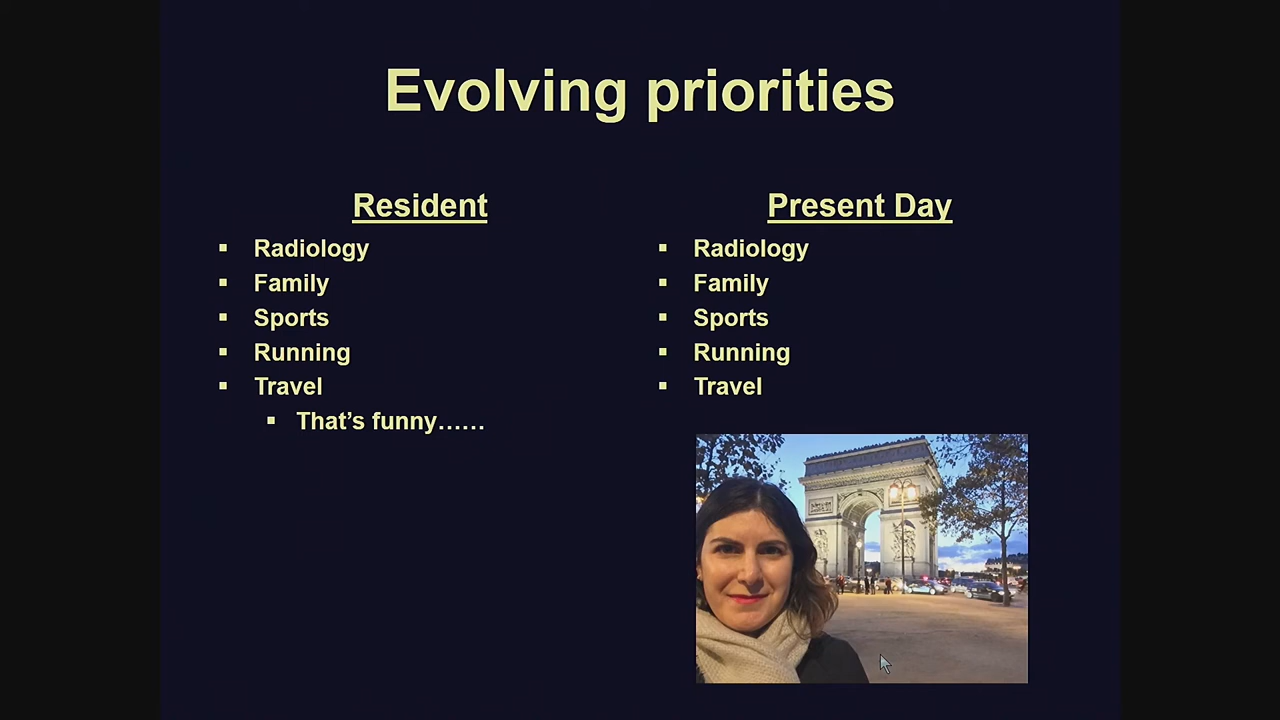 Evolving priorities
Resident
Radiology
Family
Sports
Running
Travel
That’s funny……
Present Day
Radiology
Family
Sports
Running
Travel